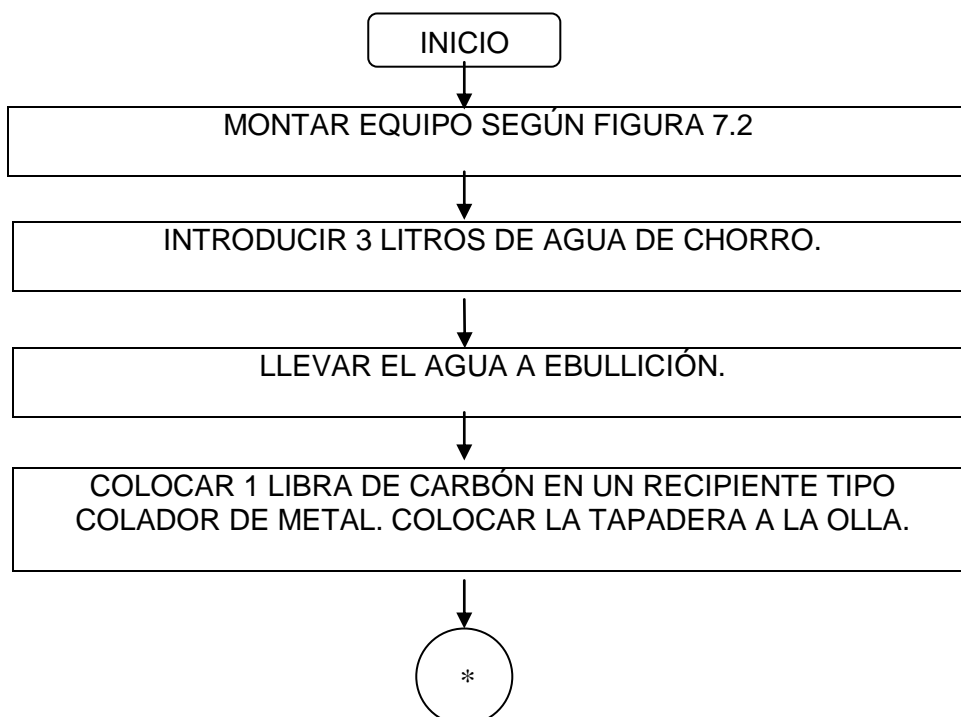 INICIO
MONTAR EQUIPO SEGÚN FIGURA 7.2
INTRODUCIR 3 LITROS DE AGUA DE CHORRO.
LLEVAR EL AGUA A EBULLICIÓN.
COLOCAR 1 LIBRA DE CARBÓN EN UN RECIPIENTE TIPO
COLADOR DE METAL. COLOCAR LA TAPADERA A LA OLLA.
*